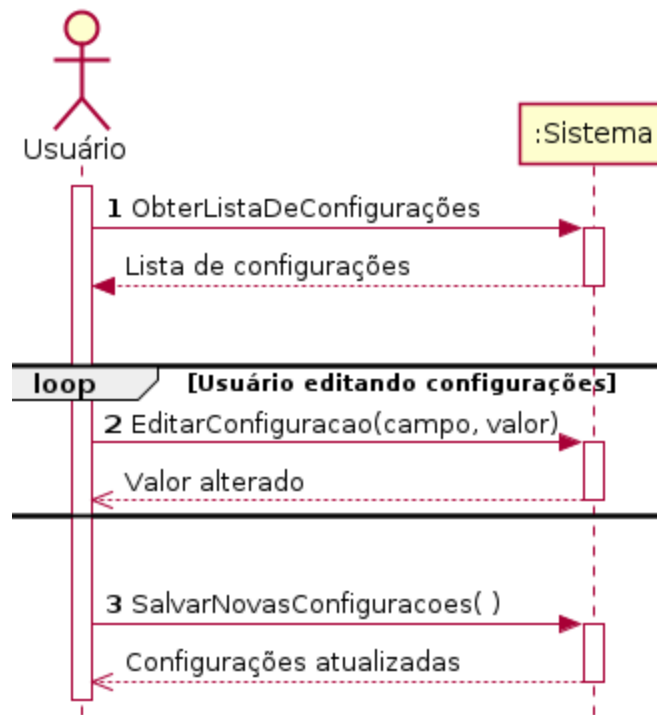 Usuário
:Sistema
1 ObterListaDeConfigurações
Lista de configurações
loop [Usuário editando configurações]
2 EditarConfiguracao(campo, valor)
Valor alterado
3 SalvarNovasConfiguracoes( )
Configurações atualizadas